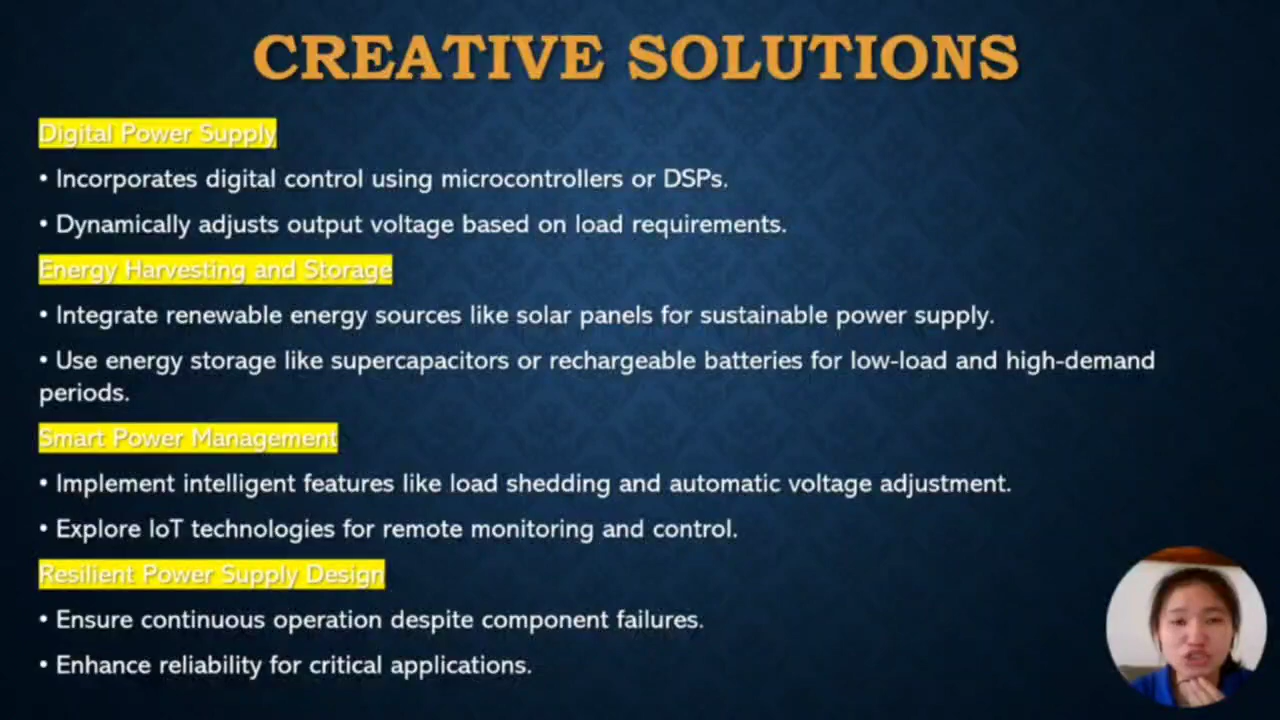 CREATIVE SOLUTIONS
Digital Power Supply
• Incorporates digital control using microcontrollers or DSPs.
• Dynamically adjusts output voltage based on load requirements.
Energy Harvesting and Storage
• Integrate renewable energy sources like solar panels for sustainable power supply.
• Use energy storage like supercapacitors or rechargeable batteries for low-load and high-demand
periods.
Smart Power Management
• Implement intelligent features like load shedding and automatic voltage adjustment.
• Explore IoT technologies for remote monitoring and control.
Resilient Power Supply Design
• Ensure continuous operation despite component failures.
• Enhance reliability for critical applications.